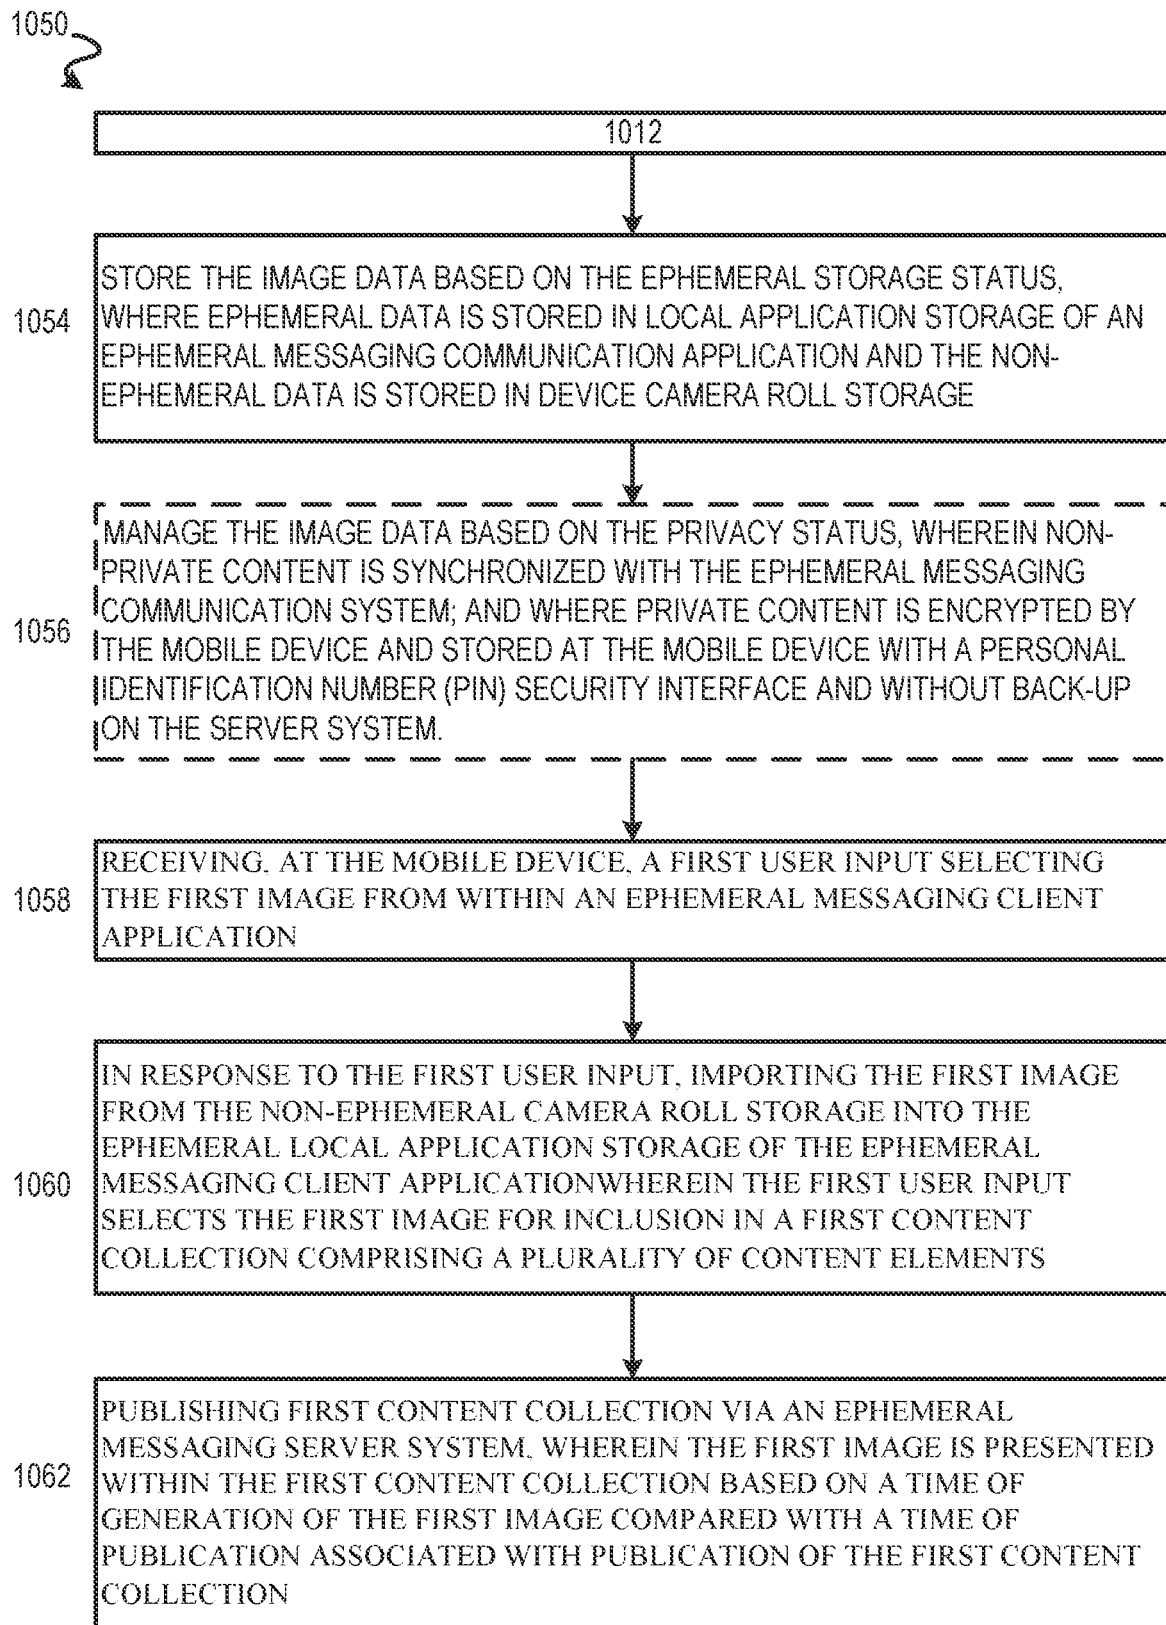 1050
1012
1054
STORE THE IMAGE DATA BASED ON THE EPHEMERAL STORAGE STATUS,
WHERE EPHEMERAL DATA IS STORED IN LOCAL APPLICATION STORAGE OF AN
EPHEMERAL MESSAGING COMMUNICATION APPLICATION AND THE NON-
EPHEMERAL DATA IS STORED IN DEVICE CAMERA ROLL STORAGE
1056
MANAGE THE IMAGE DATA BASED ON THE PRIVACY STATUS, WHEREIN NON-
PRIVATE CONTENT IS SYNCHRONIZED WITH THE EPHEMERAL MESSAGING
COMMUNICATION SYSTEM; AND WHERE PRIVATE CONTENT IS ENCRYPTED BY
THE MOBILE DEVICE AND STORED AT THE MOBILE DEVICE WITH A PERSONAL
IDENTIFICATION NUMBER (PIN) SECURITY INTERFACE AND WITHOUT BACK-UP
ON THE SERVER SYSTEM.
1058
RECEIVING, AT THE MOBILE DEVICE, A FIRST USER INPUT SELECTING
THE FIRST IMAGE FROM WITHIN AN EPHEMERAL MESSAGING CLIENT
APPLICATION
1060
IN RESPONSE TO THE FIRST USER INPUT, IMPORTING THE FIRST IMAGE
FROM THE NON-EPHEMERAL CAMERA ROLL STORAGE INTO THE
EPHEMERAL LOCAL APPLICATION STORAGE OF THE EPHEMERAL
MESSAGING CLIENT APPLICATIONWHEREIN THE FIRST USER INPUT
SELECTS THE FIRST IMAGE FOR INCLUSION IN A FIRST CONTENT
COLLECTION COMPRISING A PLURALITY OF CONTENT ELEMENTS
1062
PUBLISHING FIRST CONTENT COLLECTION VIA AN EPHEMERAL
MESSAGING SERVER SYSTEM, WHEREIN THE FIRST IMAGE IS PRESENTED
WITHIN THE FIRST CONTENT COLLECTION BASED ON A TIME OF
GENERATION OF THE FIRST IMAGE COMPARED WITH A TIME OF
PUBLICATION ASSOCIATED WITH PUBLICATION OF THE FIRST CONTENT
COLLECTION